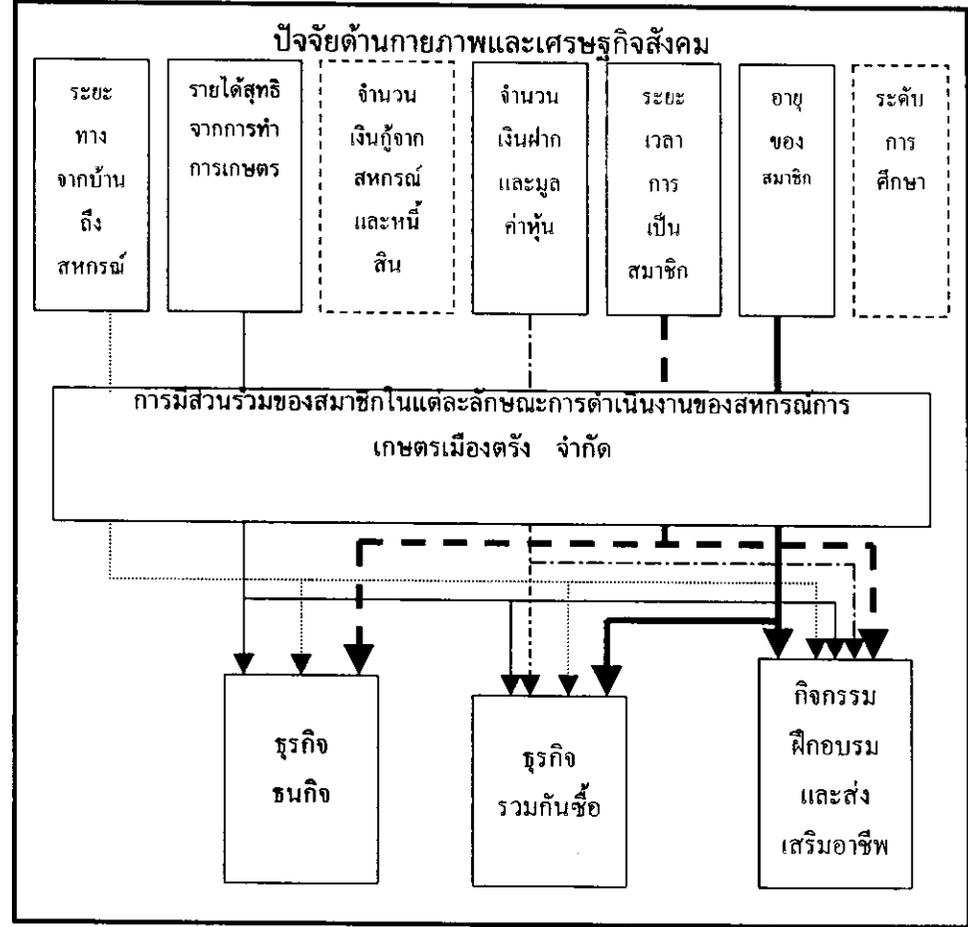 ปัจจัยด้านกายภาพและเศรษฐกิจสังคม
ระยะ
ทาง
จากบ้าน
ถึง
สหกรณ์
รายได้สุทธิ
จากการทำ
การเกษตร
จำนวน
เงินกู้จาก
สหกรณ์
และหนี้
สิน
จำนวน
เงินฝาก
และมูล
ค่าหุ้น
ระยะ
เวลา
การ
เป็น
สมาชิก
อายุ
ของ
สมาชิก
ระดับ
การ
ศึกษา
การมีส่วนร่วมของสมาชิกในแต่ละลักษณะการดำเนินงานของสหกรณ์การ
เกษตรเมืองตรัง จำกัด
ธุรกิจ
ธนกิจ
ธุรกิจ
รวมกันซื้อ
กิจกรรม
ฝึกอบรม
และส่ง
เสริมอาชีพ